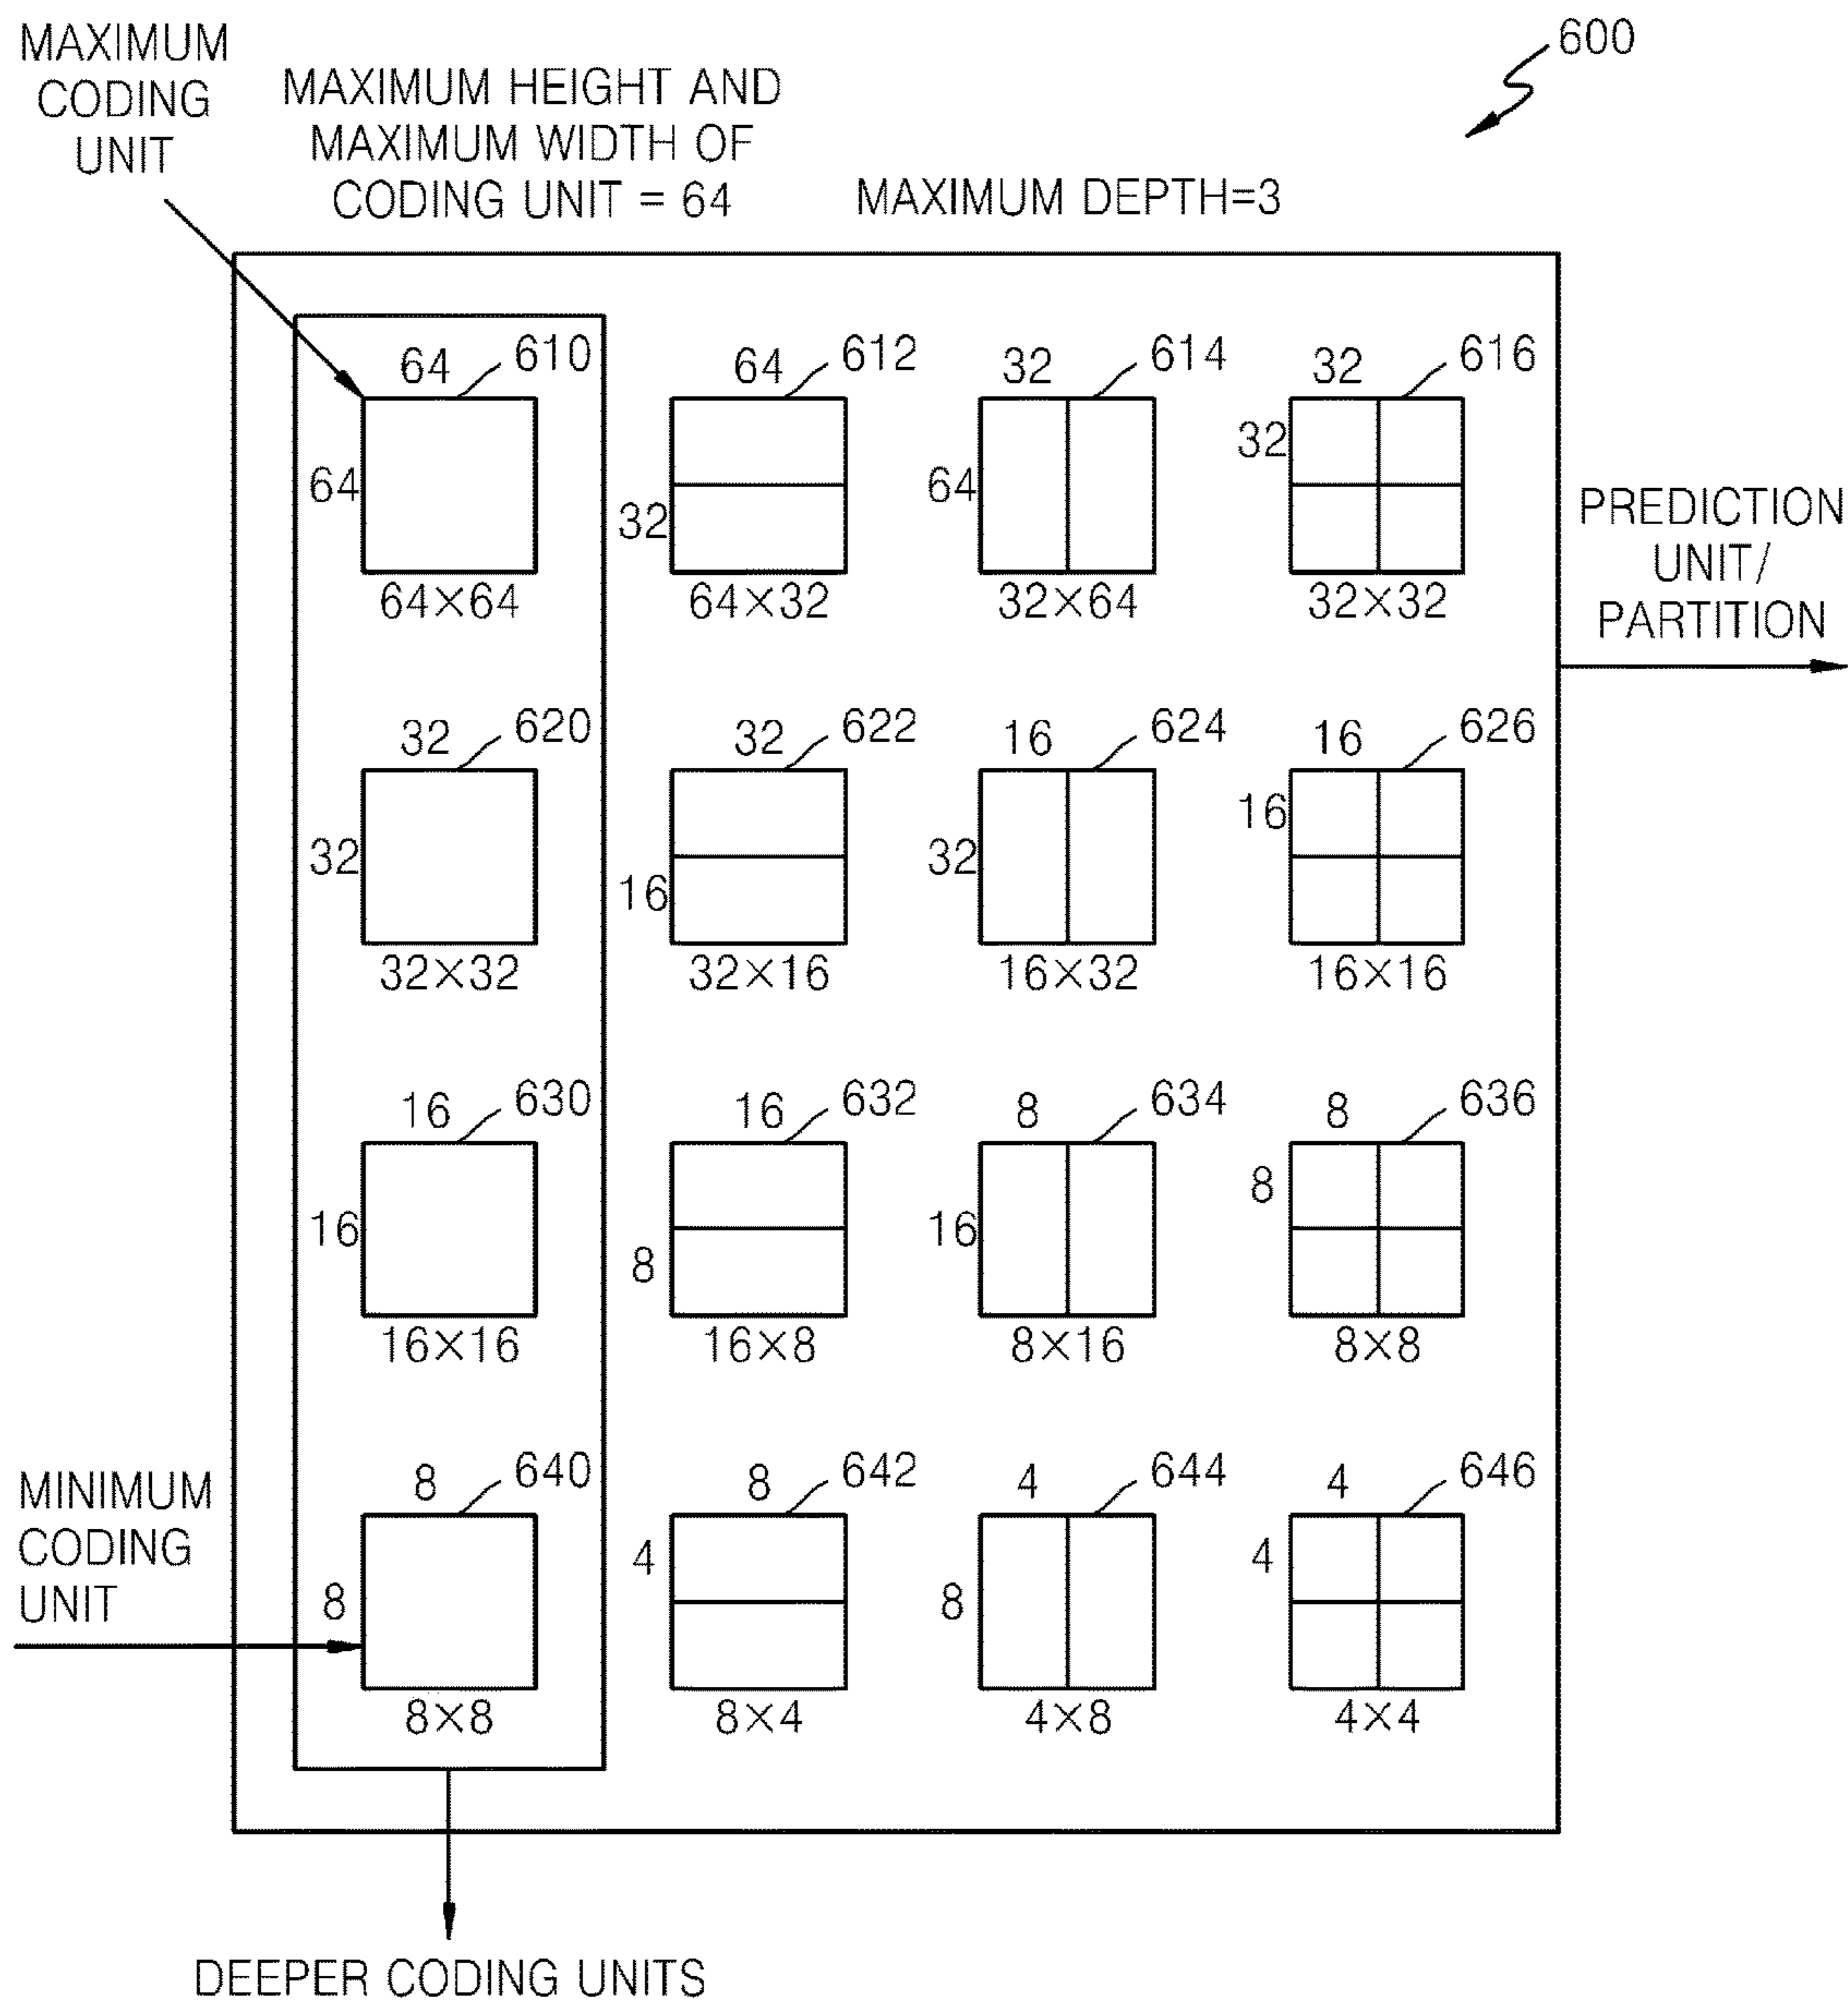 600
MAXIMUM
CODING
UNIT
MAXIMUM HEIGHT AND
MAXIMUM WIDTH OF
CODING UNIT = 64
MAXIMUM DEPTH=3
64 610 64 612 32 614 32 616
64 32 64 32
64×64 64×32 32×64 32×32
PREDICTION
UNIT/
PARTITION
32 620 32 622 16 624 16 626
32 16 32 16
32×32 32×16 16×32 16×16
16 630 16 632 8 634 8 636
16 8 16 8
16×16 16×8 8×16 8×8
MINIMUM
CODING
UNIT
8 640 8 642 4 644 4 646
8 4 8 4
8×8 8×4 4×8 4×4
DEEPER CODING UNITS